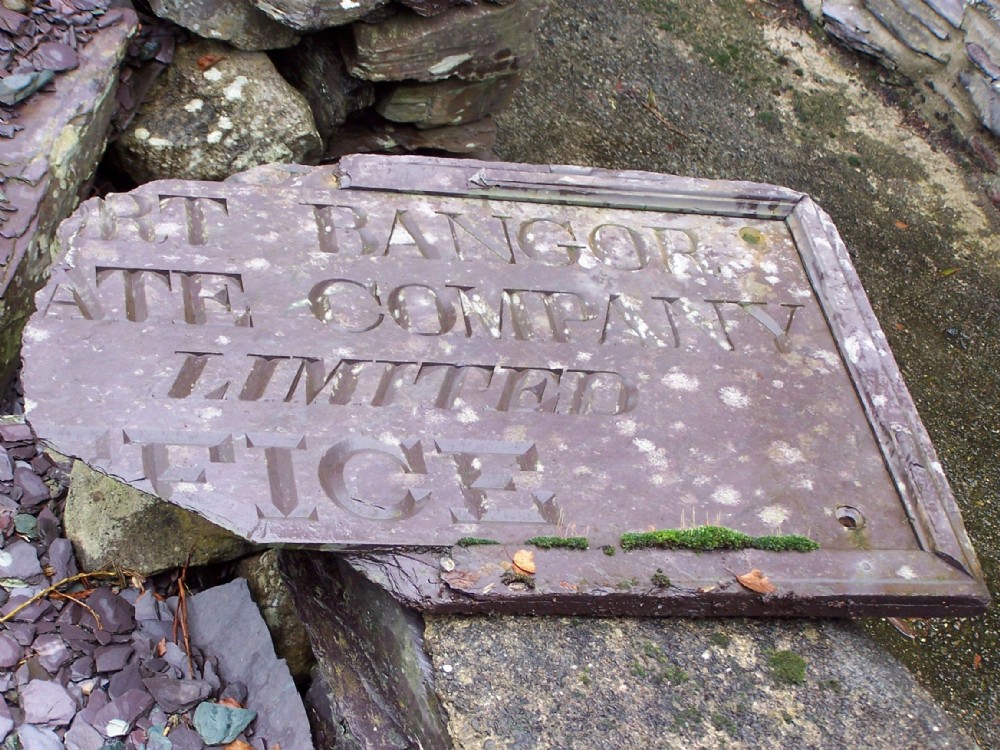 RT BANGOR
ATE COMPANY
LIMITED
FICE